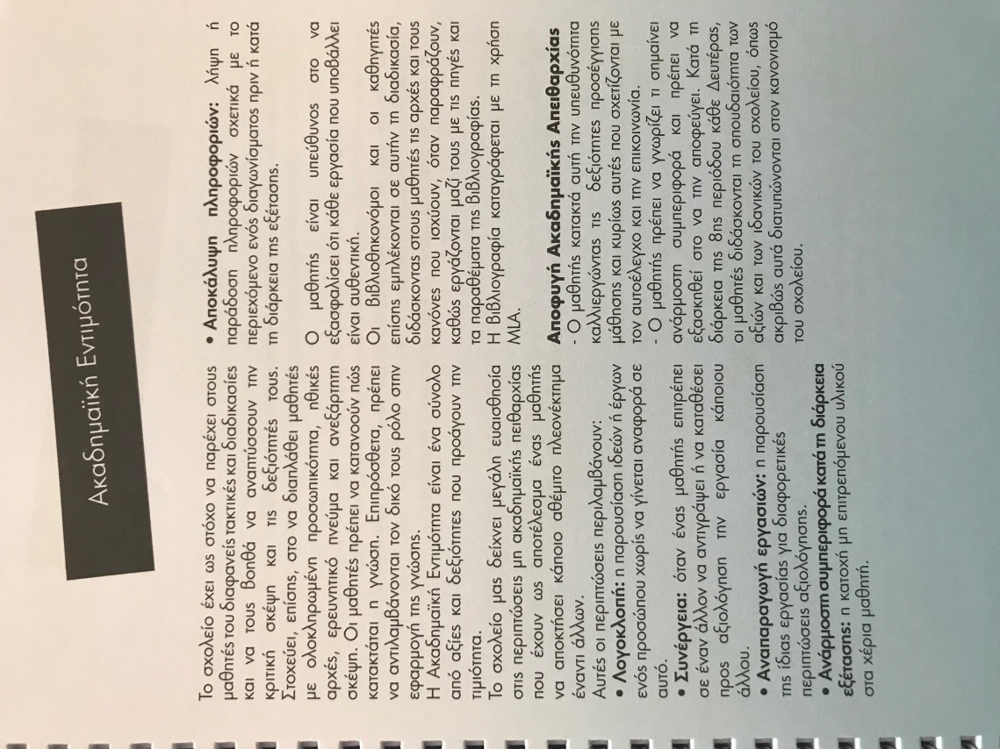 Ακαδημαϊκή Εντιμότητα
Το σχολείο έχει ως στόχο να παρέχει στους
μαθητές του διαφανείς τακτικές και διαδικασίες
και να τους βοηθά να αναπτύσσουν την
κριτική σκέψη και τις δεξιότητές τους.
Στοχεύει, επίσης, στο να διαπλάθει μαθητές
με ολοκληρωμένη προσωπικότητα, ηθικές
αρχές, ερευνητικό πνεύμα και ανεξάρτητη
σκέψη. Οι μαθητές πρέπει να κατανοούν πώς
κατακτάται η γνώση. Επιπρόσθετα, πρέπει
να αντιλαμβάνονται τον δικό τους ρόλο στην
εφαρμογή της γνώσης.
Η Ακαδημαϊκή Εντιμότητα είναι ένα σύνολο
από αξίες και δεξιότητες που προάγουν την
τιμιότητα.
Το σχολείο μας δείχνει μεγάλη ευαισθησία
στις περιπτώσεις μη ακαδημαϊκής πειθαρχίας
που έχουν ως αποτέλεσμα ένας μαθητής
να αποκτήσει κάποιο αθέμιτο πλεονέκτημα
έναντι άλλων.
Αυτές οι περιπτώσεις περιλαμβάνουν:
• Λογοκλοπή: η παρουσίαση ιδεών ή έργων
ενός προσώπου χωρίς να γίνεται αναφορά σε
αυτό.
• Συνέργεια: όταν ένας μαθητής επιτρέπει
σε έναν άλλον να αντιγράψει ή να καταθέσει
προς αξιολόγηση την εργασία κάποιου
άλλου.
• Αναπαραγωγή εργασιών: η παρουσίαση
της ίδιας εργασίας για διαφορετικές
περιπτώσεις αξιολόγησης.
• Ανάρμοστη συμπεριφορά κατά τη διάρκεια
εξέτασης: η κατοχή μη επιτρεπόμενου υλικού
στα χέρια μαθητή.
• Αποκάλυψη πληροφοριών: λήψη ή
παράδοση πληροφοριών σχετικά με το
περιεχόμενο ενός διαγωνίσματος πριν ή κατά
τη διάρκεια της εξέτασης.
Ο μαθητής είναι υπεύθυνος στο να
εξασφαλίσει ότι κάθε εργασία που υποβάλλει
είναι αυθεντική.
Οι βιβλιοθηκονόμοι και οι καθηγητές
επίσης εμπλέκονται σε αυτήν τη διαδικασία,
διδάσκοντας στους μαθητές τις αρχές και τους
κανόνες που ισχύουν, όταν παραφράζουν,
καθώς εργάζονται μαζί τους με τις πηγές και
τα παραθέματα της βιβλιογραφίας.
Η βιβλιογραφία καταγράφεται με τη χρήση
MLA.
Αποφυγή Ακαδημαϊκής Απειθαρχίας
- Ο μαθητής κατακτά αυτή την υπευθυνότητα
καλλιεργώντας τις δεξιότητες προσέγγισης
μάθησης και κυρίως αυτές που σχετίζονται με
τον αυτοέλεγχο και την επικοινωνία.
- Ο μαθητής πρέπει να γνωρίζει τι σημαίνει
ανάρμοστη συμπεριφορά και πρέπει να
εξασκηθεί στο να την αποφεύγει. Κατά τη
διάρκεια της 8ης περιόδου κάθε Δευτέρας,
οι μαθητές διδάσκονται τη σπουδαιότητα των
αξιών και των ιδανικών του σχολείου, όπως
ακριβώς αυτά διατυπώνονται στον κανονισμό
του σχολείου.